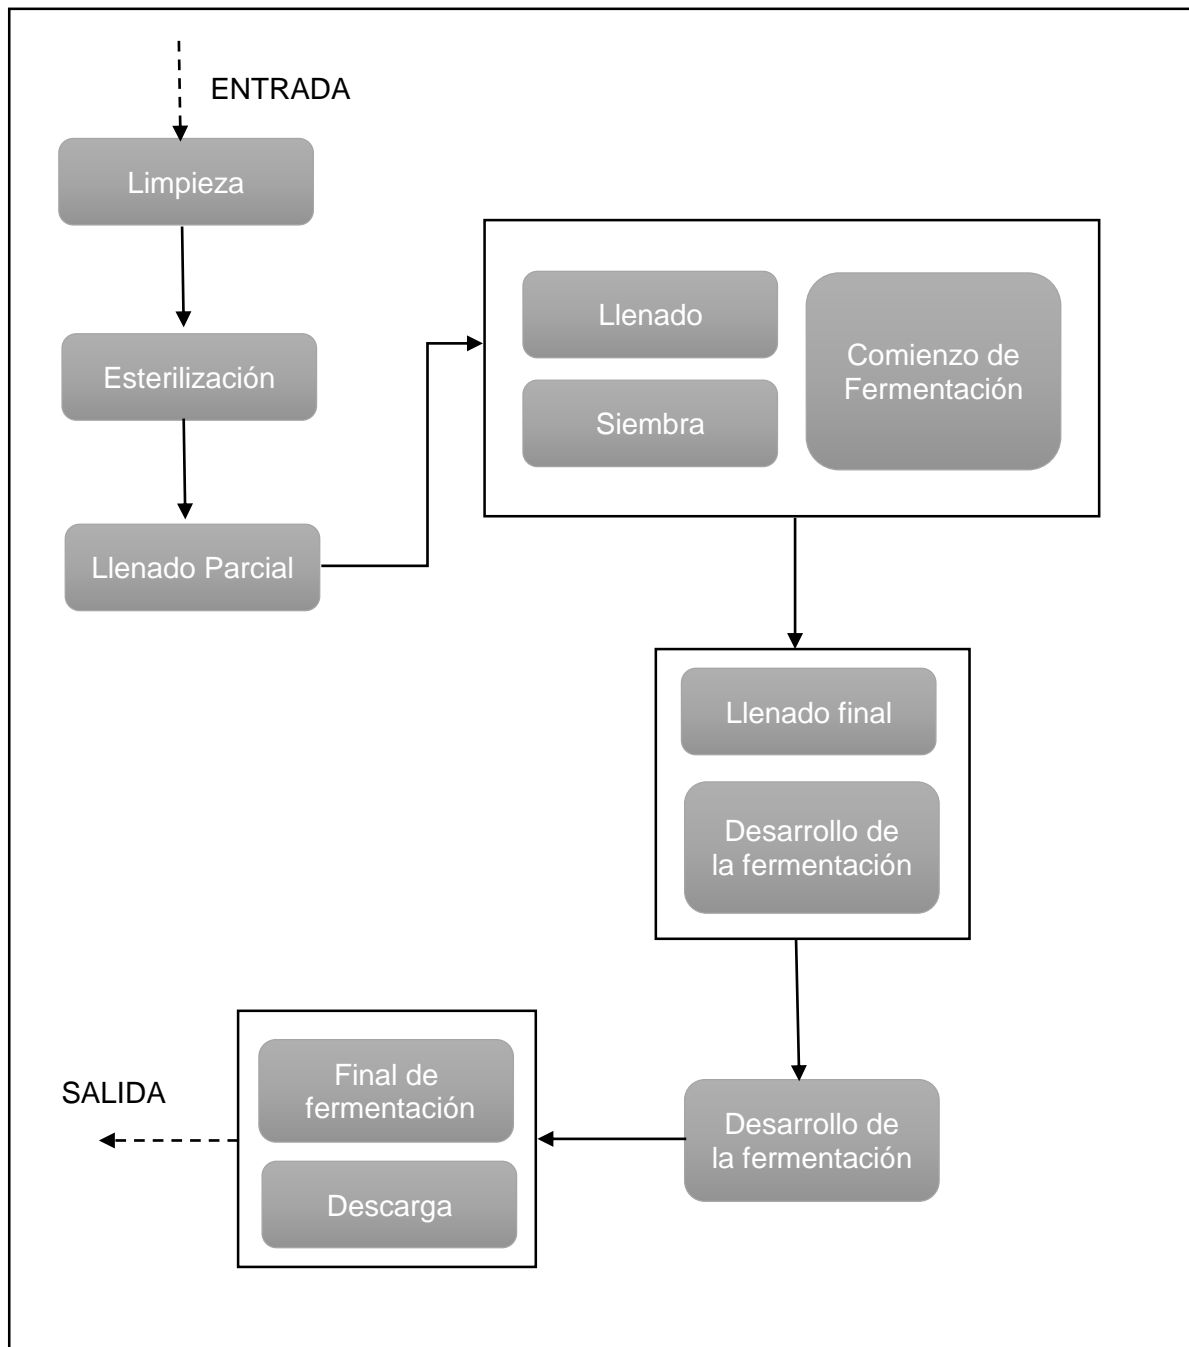 ENTRADA
Limpieza
Esterilización
Llenado Parcial
Llenado
Siembra
Comienzo de
Fermentación
Llenado final
Desarrollo de
la fermentación
Desarrollo de
la fermentación
Final de
fermentación
Descarga
SALIDA